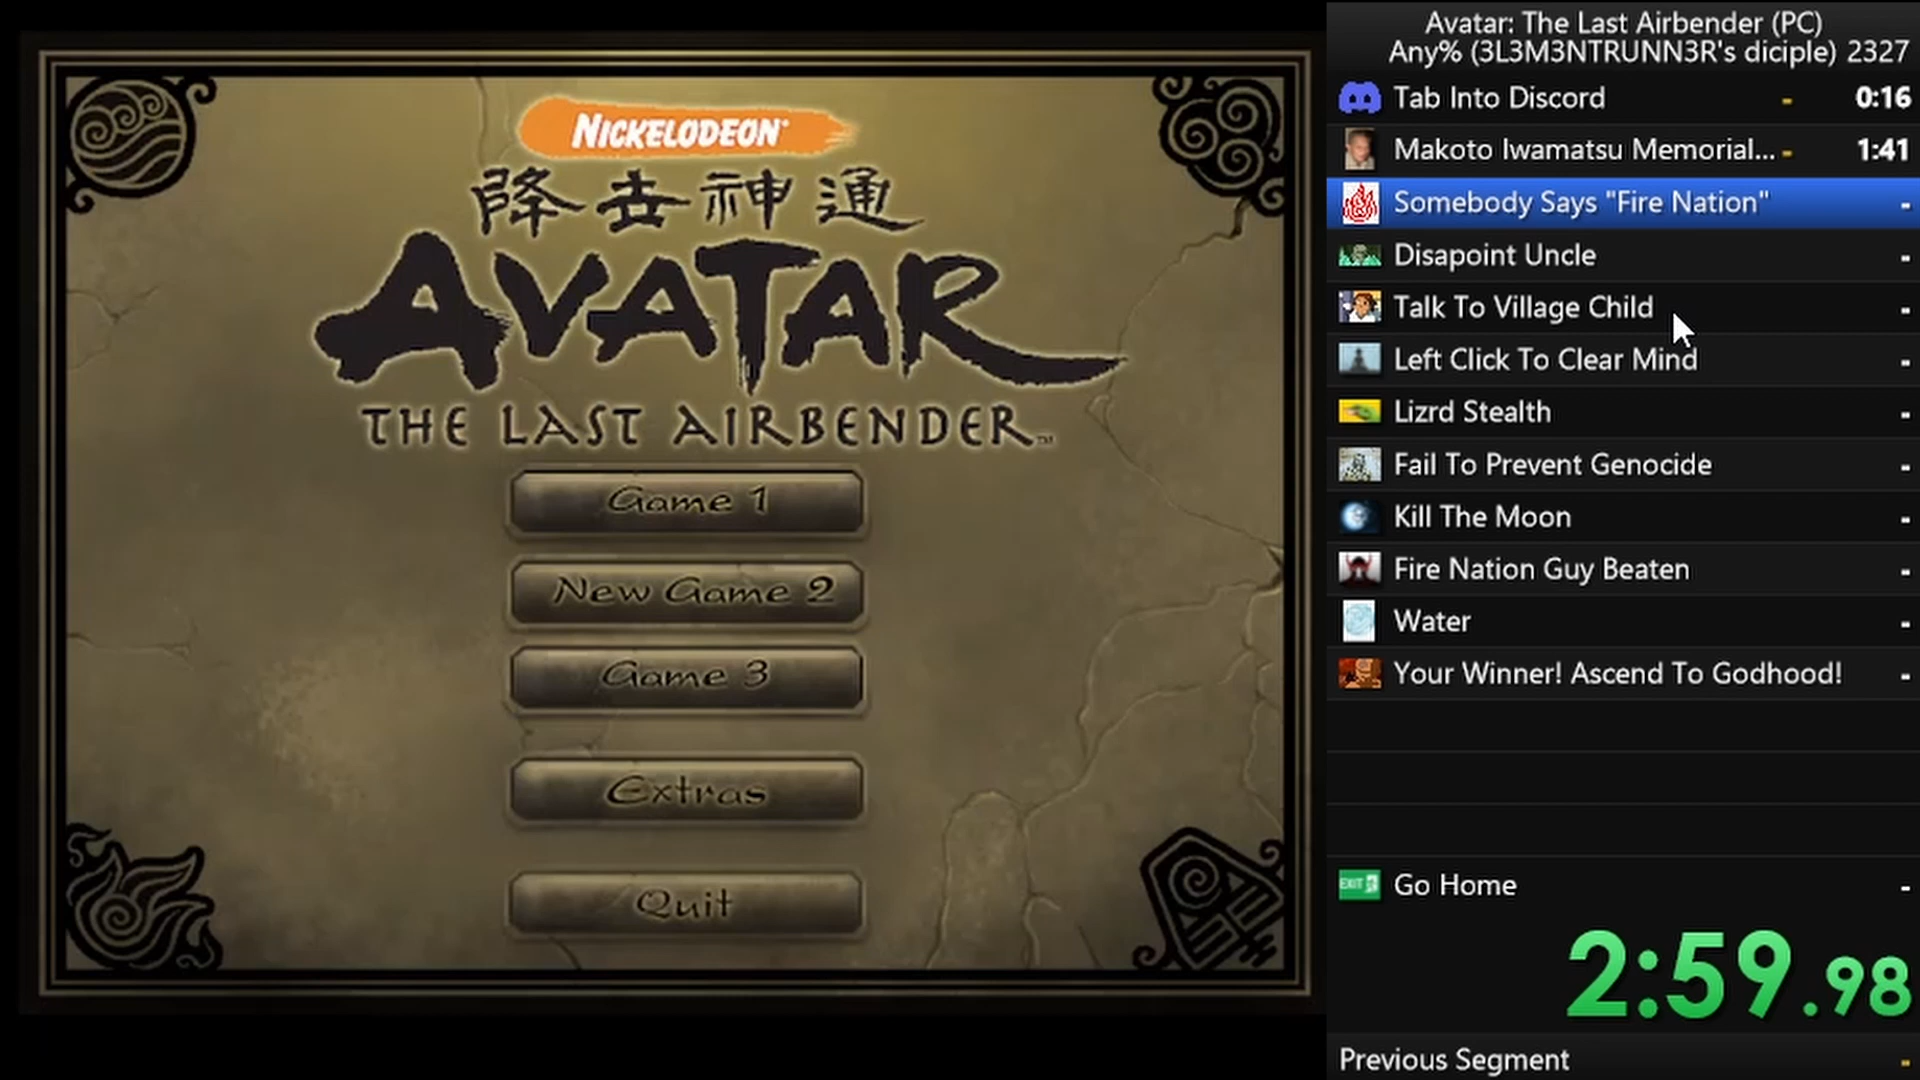 NICKELODEON
降世神通
AVATAR
THE LAST AIRBENDER™
Game 1
New Game 2
Game 3
Extras
Quit
Avatar: The Last Airbender (PC)
Any% (3L3M3NTRUNN3R's diciple) 2327
Tab Into Discord - 0:16
Makoto Iwamatsu Memorial... - 1:41
Somebody Says "Fire Nation" -
Disapoint Uncle -
Talk To Village Child -
Left Click To Clear Mind -
Lizrd Stealth -
Fail To Prevent Genocide -
Kill The Moon -
Fire Nation Guy Beaten -
Water -
Your Winner! Ascend To Godhood! -
EXIT Go Home -
2:59.98
Previous Segment -